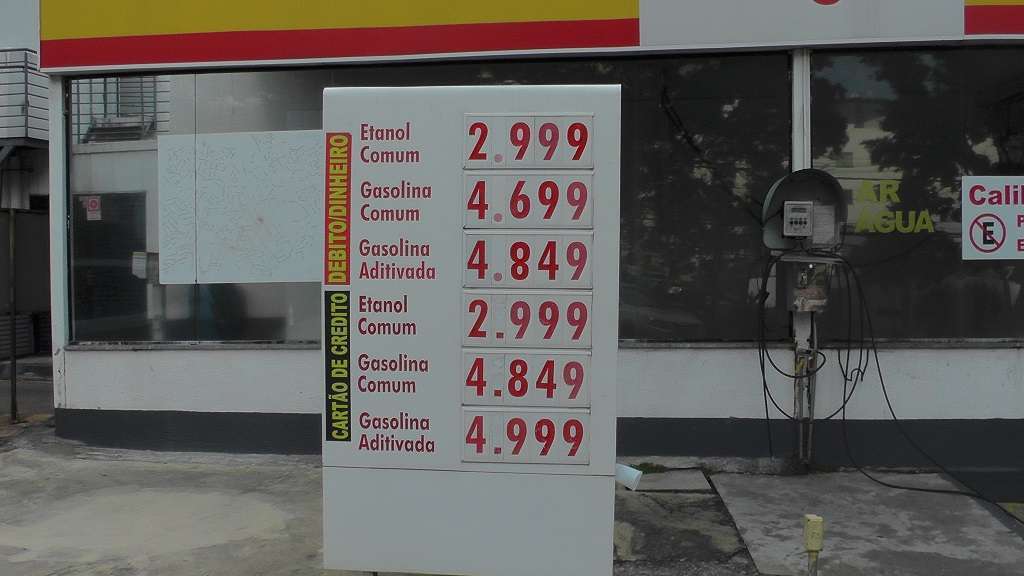 DEBITO/DINHEIRO
Etanol
Comum
2.999
Gasolina
Comum
4.699
Gasolina
Aditivada
4.849
CARTÃO DE CREDITO
Etanol
Comum
2.999
Gasolina
Comum
4.849
Gasolina
Aditivada
4.999
AR
AGUA
Calil
E